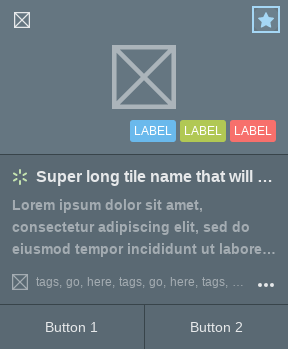 LABEL LABEL LABEL
Super long tile name that will ...
Lorem ipsum dolor sit amet,
consectetur adipiscing elit, sed do
eiusmod tempor incididunt ut labore...
tags, go, here, tags, go, here, tags, ...
Button 1 Button 2